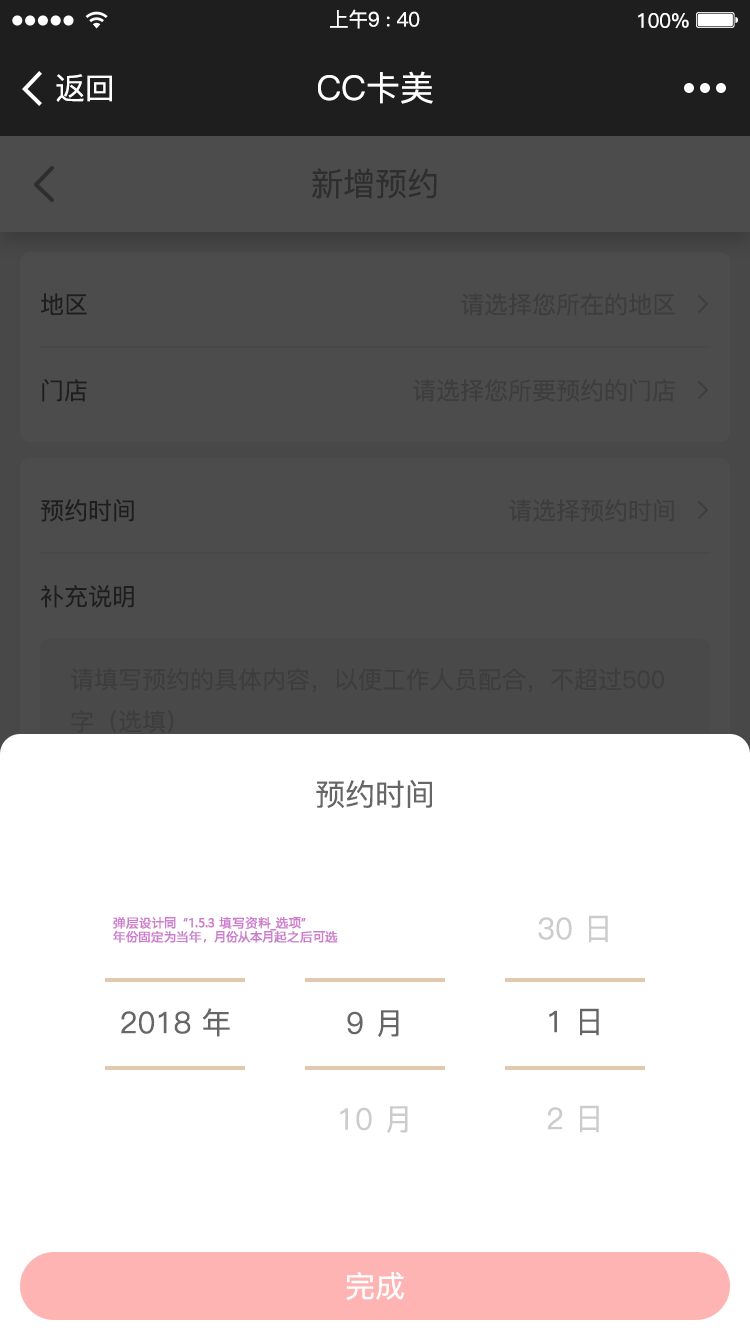 上午9 : 40
100%
返回
CC卡美
新增预约
地区
请选择您所在的地区
门店
请选择您所要预约的门店
预约时间
请选择预约时间
补充说明
请填写预约的具体内容，以便工作人员配合，不超过500
字（选填）
预约时间
弹层设计同“1.5.3 填写资料_选项”
年份固定为当年，月份从本月起之后可选
30 日
2018 年
9 月
1 日
10 月
2 日
完成